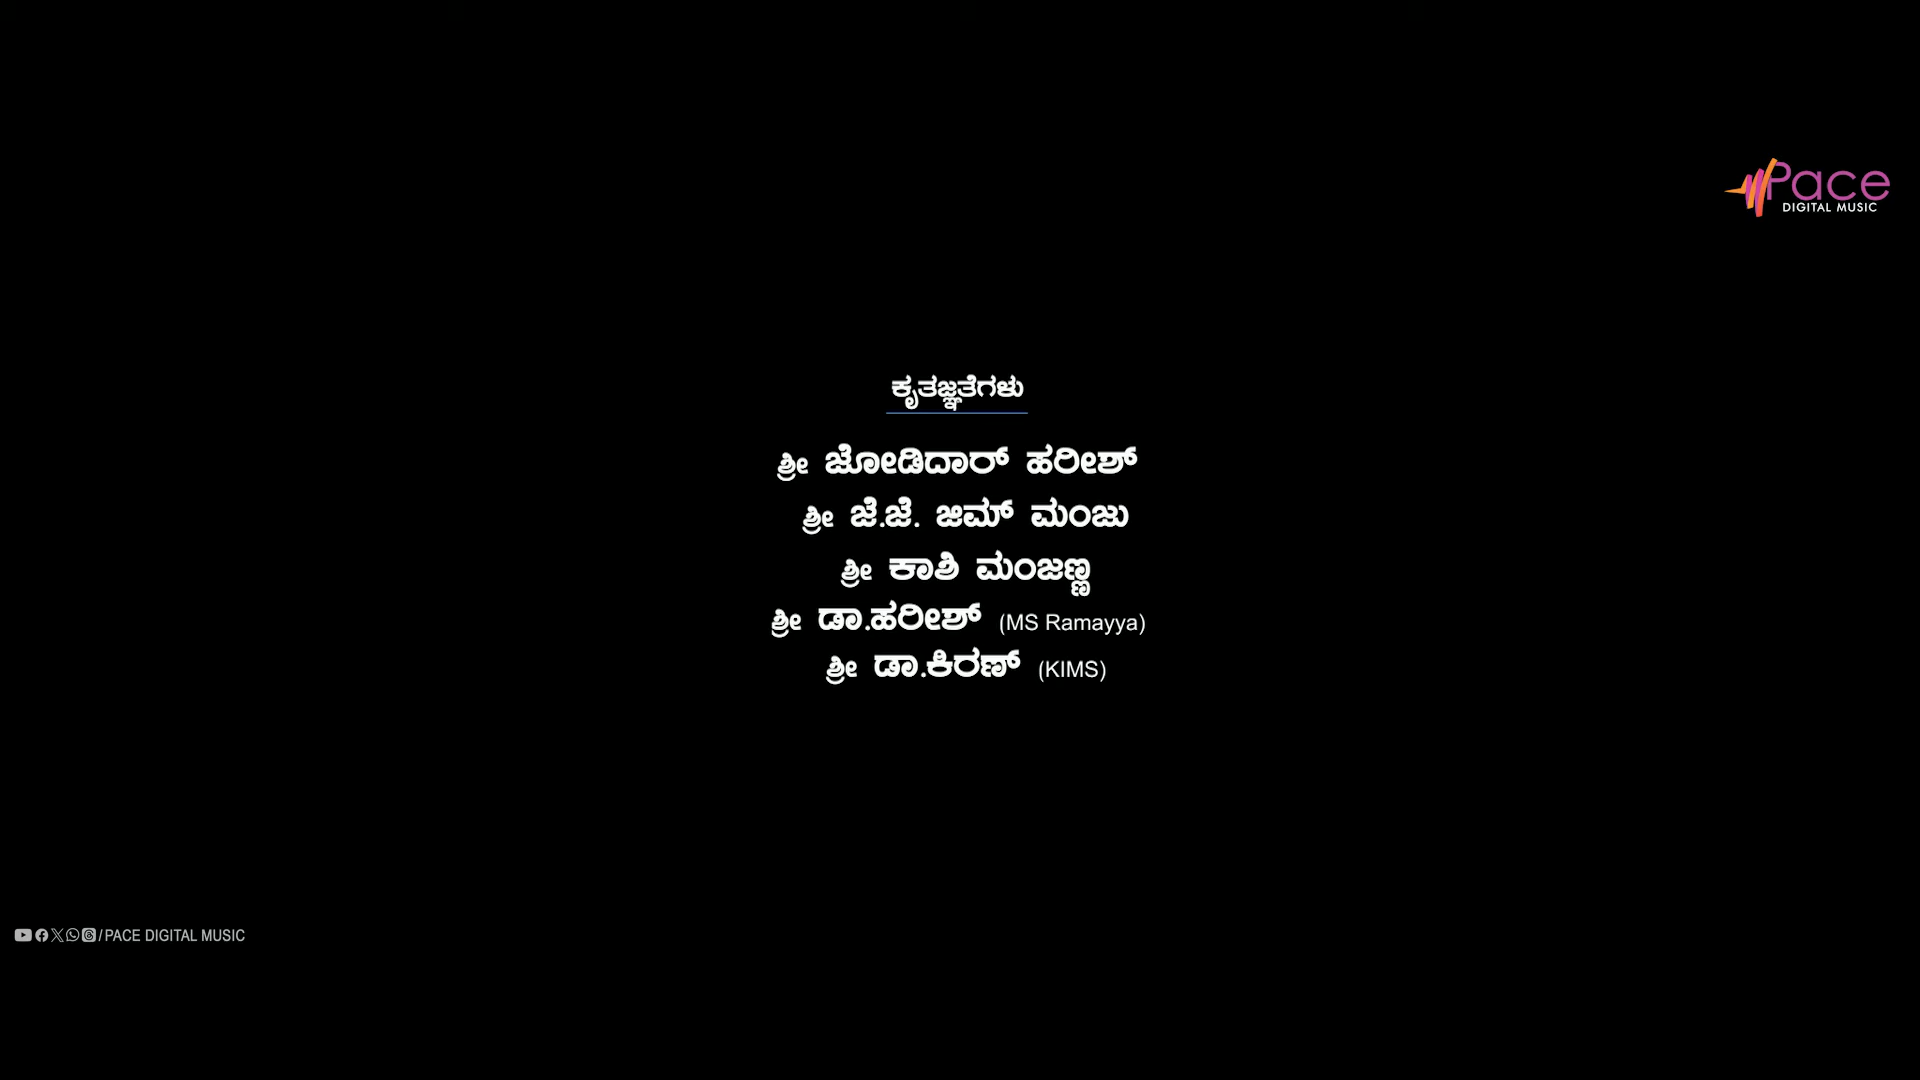 Pace
DIGITAL MUSIC
ಕೃತಜ್ಞತೆಗಳು
ಶ್ರೀ ಜೋಡಿದಾರ್ ಹರೀಶ್
ಶ್ರೀ ಜೆ.ಜೆ. ಜಿಮ್ ಮಂಜು
ಶ್ರೀ ಕಾಶಿ ಮಂಜಣ್ಣ
ಶ್ರೀ ಡಾ.ಹರೀಶ್ (MS Ramayya)
ಶ್ರೀ ಡಾ.ಕಿರಣ್ (KIMS)
/PACE DIGITAL MUSIC